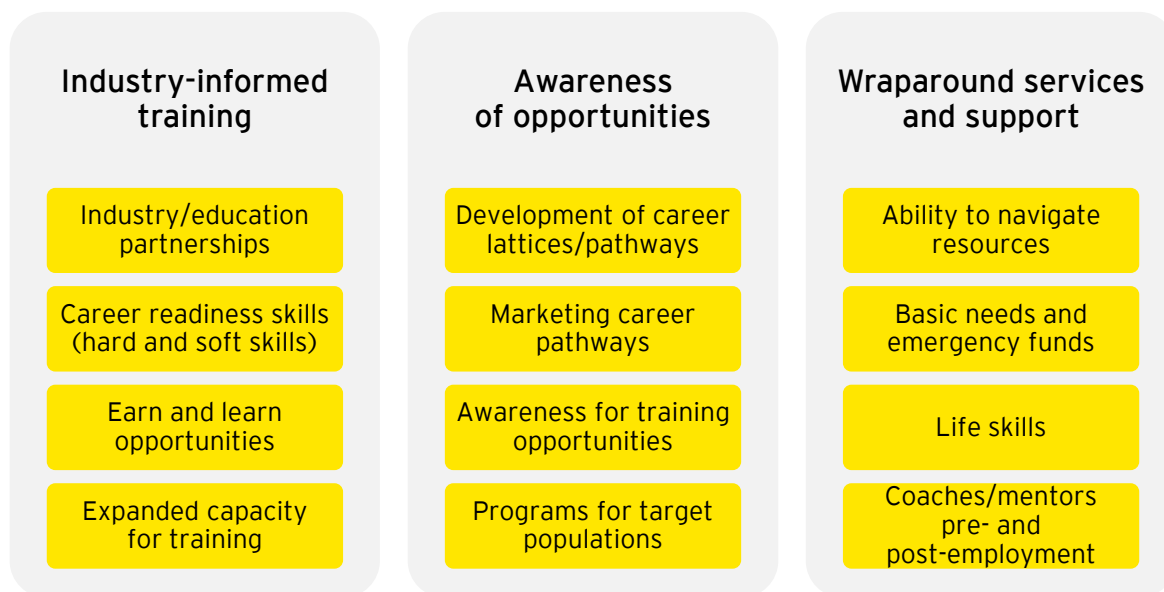 Industry-informed
training
Industry/education
partnerships
Career readiness skills
(hard and soft skills)
Earn and learn
opportunities
Expanded capacity
for training
Awareness
of opportunities
Development of career
lattices/pathways
Marketing career
pathways
Awareness for training
opportunities
Programs for target
populations
Wraparound services
and support
Ability to navigate
resources
Basic needs and
emergency funds
Life skills
Coaches/mentors
pre- and
post-employment